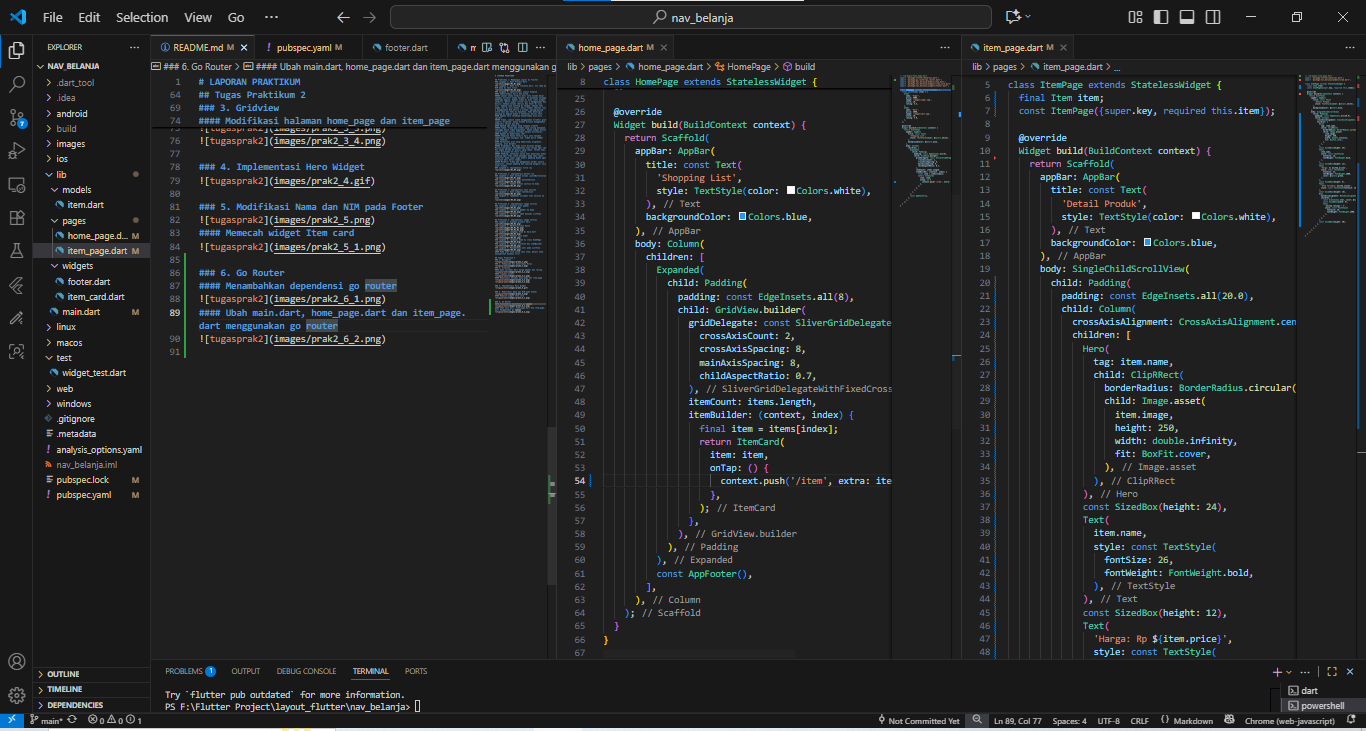 File Edit Selection View Go ··· nav_belanja
EXPLORER ···
NAV_BELANJA
.dart_tool
.idea
android
build
images
ios
lib
models
item.dart
pages
home_page.d... M
item_page.dart M
widgets
footer.dart
item_card.dart
main.dart M
linux
macos
test
widget_test.dart
web
windows
.gitignore
.metadata
analysis_options.yaml
nav_belanja.iml
pubspec.lock M
pubspec.yaml M
OUTLINE
TIMELINE
DEPENDENCIES
README.md M pubspec.yaml M footer.dart
### 6. Go Router > #### Ubah main.dart, home_page.dart dan item_page.dart menggunakan g
1 # LAPORAN PRAKTIKUM
64 ## Tugas Praktikum 2
69 ### 3. Gridview
74 #### Modifikasi halaman home_page dan item_page
75 ![tugasprak2](images/prak2_3_3.png)
76 ![tugasprak2](images/prak2_3_4.png)
77
78 ### 4. Implementasi Hero Widget
79 ![tugasprak2](images/prak2_4.gif)
80
81 ### 5. Modifikasi Nama dan NIM pada Footer
82 ![tugasprak2](images/prak2_5.png)
83 #### Memecah widget Item card
84 ![tugasprak2](images/prak2_5_1.png)
85
86 ### 6. Go Router
87 #### Menambahkan dependensi go router
88 ![tugasprak2](images/prak2_6_1.png)
89 #### Ubah main.dart, home_page.dart dan item_page.
dart menggunakan go router
90 ![tugasprak2](images/prak2_6_2.png)
91
home_page.dart M
lib > pages > home_page.dart > HomePage > build
8 class HomePage extends StatelessWidget {
25
26 @override
27 Widget build(BuildContext context) {
28 return Scaffold(
29 appBar: AppBar(
30 title: const Text(
31 'Shopping List',
32 style: TextStyle(color: Colors.white),
33 ), // Text
34 backgroundColor: Colors.blue,
35 ), // AppBar
36 body: Column(
37 children: [
38 Expanded(
39 child: Padding(
40 padding: const EdgeInsets.all(8),
41 child: GridView.builder(
42 gridDelegate: const SliverGridDelegate
43 crossAxisCount: 2,
44 crossAxisSpacing: 8,
45 mainAxisSpacing: 8,
46 childAspectRatio: 0.7,
47 ), // SliverGridDelegateWithFixedCross
48 itemCount: items.length,
49 itemBuilder: (context, index) {
50 final item = items[index];
51 return ItemCard(
52 item: item,
53 onTap: () {
54 context.push('/item', extra: ite
55 },
56 ); // ItemCard
57 },
58 ), // GridView.builder
59 ), // Padding
60 ), // Expanded
61 const AppFooter(),
62 ],
63 ), // Column
64 ); // Scaffold
65 }
66 }
67
item_page.dart M
lib > pages > item_page.dart > ...
5 class ItemPage extends StatelessWidget {
6 final Item item;
7 const ItemPage({super.key, required this.item});
8
9 @override
10 Widget build(BuildContext context) {
11 return Scaffold(
12 appBar: AppBar(
13 title: const Text(
14 'Detail Produk',
15 style: TextStyle(color: Colors.white),
16 ), // Text
17 backgroundColor: Colors.blue,
18 ), // AppBar
19 body: SingleChildScrollView(
20 child: Padding(
21 padding: const EdgeInsets.all(20.0),
22 child: Column(
23 crossAxisAlignment: CrossAxisAlignment.cen
24 children: [
25 Hero(
26 tag: item.name,
27 child: ClipRRect(
28 borderRadius: BorderRadius.circular(
29 child: Image.asset(
30 item.image,
31 height: 250,
32 width: double.infinity,
33 fit: BoxFit.cover,
34 ), // Image.asset
35 ), // ClipRRect
36 ), // Hero
37 const SizedBox(height: 24),
38 Text(
39 item.name,
40 style: const TextStyle(
41 fontSize: 26,
42 fontWeight: FontWeight.bold,
43 ), // TextStyle
44 ), // Text
45 const SizedBox(height: 12),
46 Text(
47 'Harga: Rp ${item.price}',
48 style: const TextStyle(
PROBLEMS 1 OUTPUT DEBUG CONSOLE TERMINAL PORTS
Try `flutter pub outdated` for more information.
PS F:\Flutter Project\layout_flutter\nav_belanja>
dart
powershell
main* 0 0 1 Not Committed Yet Ln 89, Col 77 Spaces: 4 UTF-8 CRLF {} Markdown Chrome (web-javascript)